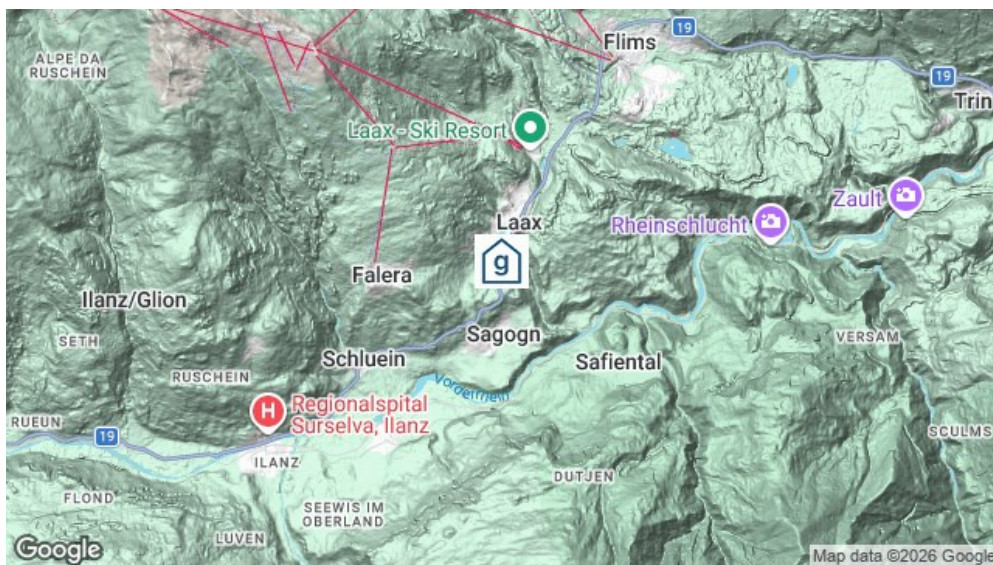 19
Flims
ALPE DA
RUSCHEIN
19
Trin
Laax - Ski Resort
Zault
Laax
Rheinschlucht
g
Falera
Ilanz/Glion
Sagogn
SETH
VERSAM
Schluein
Safiental
RUSCHEIN
Vorderrhein
H
Regionalspital
Surselva, Ilanz
RUEUN
19
SCULMS
ILANZ
DUTJEN
FLOND
SEEWIS IM
OBERLAND
LUVEN
Google
Map data ©2026 Google